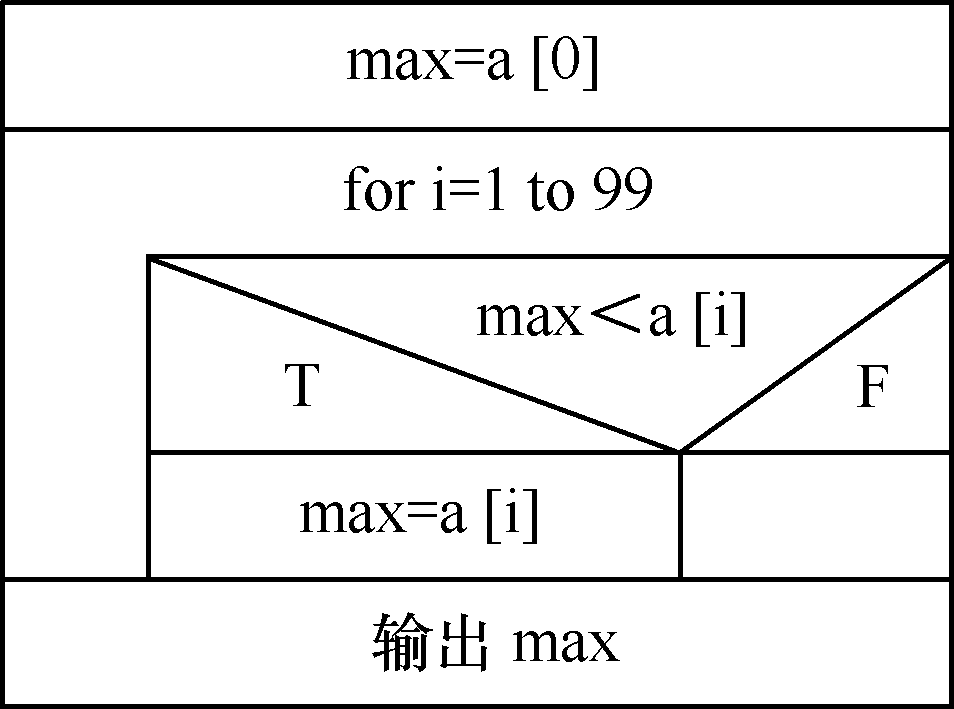 max=a [0]
for i=1 to 99
max＜a [i]
T
F
max=a [i]
输出 max